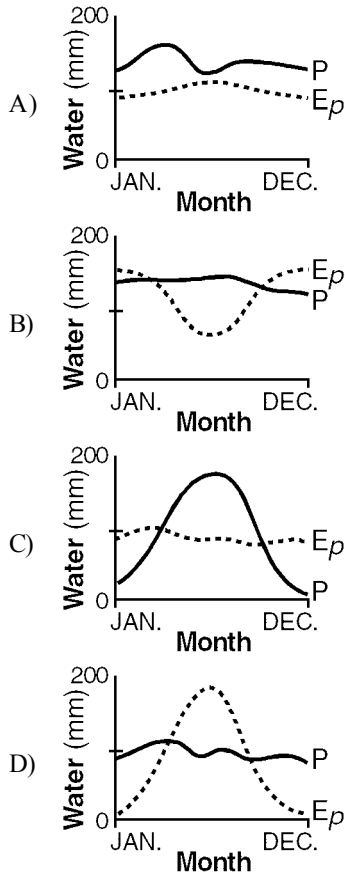 A)
200
Water (mm)
0
P
Ep
JAN.
DEC.
Month
B)
200
Water (mm)
0
Ep
P
JAN.
DEC.
Month
C)
200
Water (mm)
0
Ep
P
JAN.
DEC.
Month
D)
200
Water (mm)
0
P
Ep
JAN.
DEC.
Month